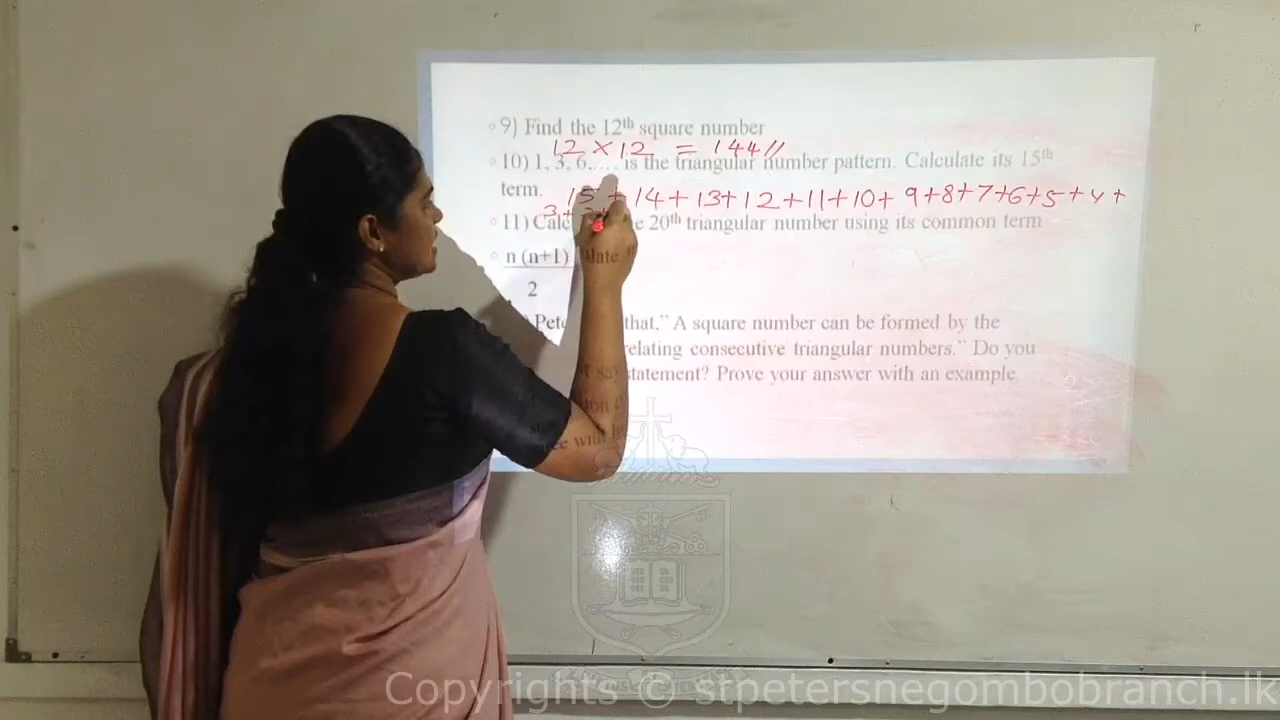 9) Find the 12th square number
12 × 12 = 144//
10) 1, 3, 6,.... is the triangular number pattern. Calculate its 15th
term.
15 + 14 + 13 + 12 + 11 + 10 + 9 + 8 + 7 + 6 + 5 + 4 +
3 +
11) Calc 20th triangular number using its common term
n (n+1)
2
that,” A square number can be formed by the
relating consecutive triangular numbers.” Do you
statement? Prove your answer with an example.
Copyrights © stpetersnegombobranch.lk